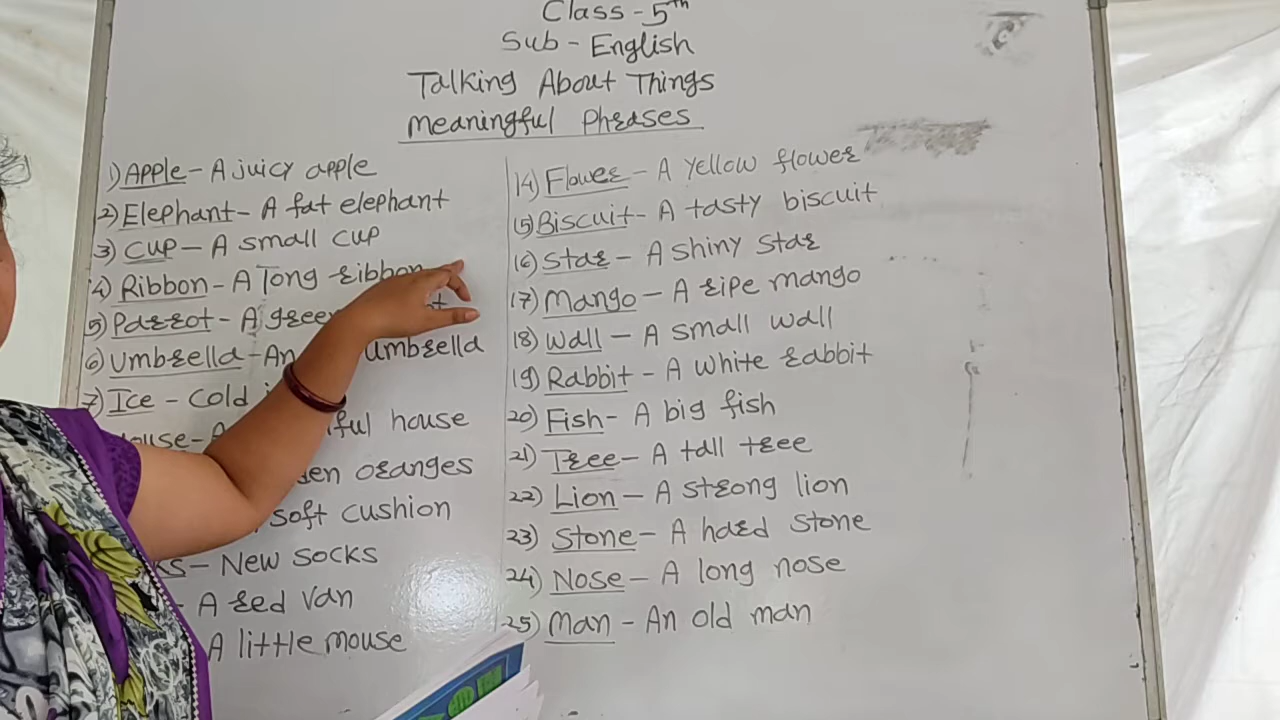 Class - 5th
Sub - English
Talking About Things
Meaningful Phrases
1) Apple - A juicy apple
2) Elephant - A fat elephant
3) Cup - A small cup
4) Ribbon - A long ribbon
5) Parrot - A green
6) Umbrella - An umbrella
7) Ice - Cold
house
oranges
soft cushion
New socks
A red van
A little mouse
14) Flower - A yellow flower
15) Biscuit - A tasty biscuit
16) Star - A shiny star
17) Mango - A ripe mango
18) Wall - A small wall
19) Rabbit - A white rabbit
20) Fish - A big fish
21) Tree - A tall tree
22) Lion - A strong lion
23) Stone - A hard stone
24) Nose - A long nose
25) Man - An old man